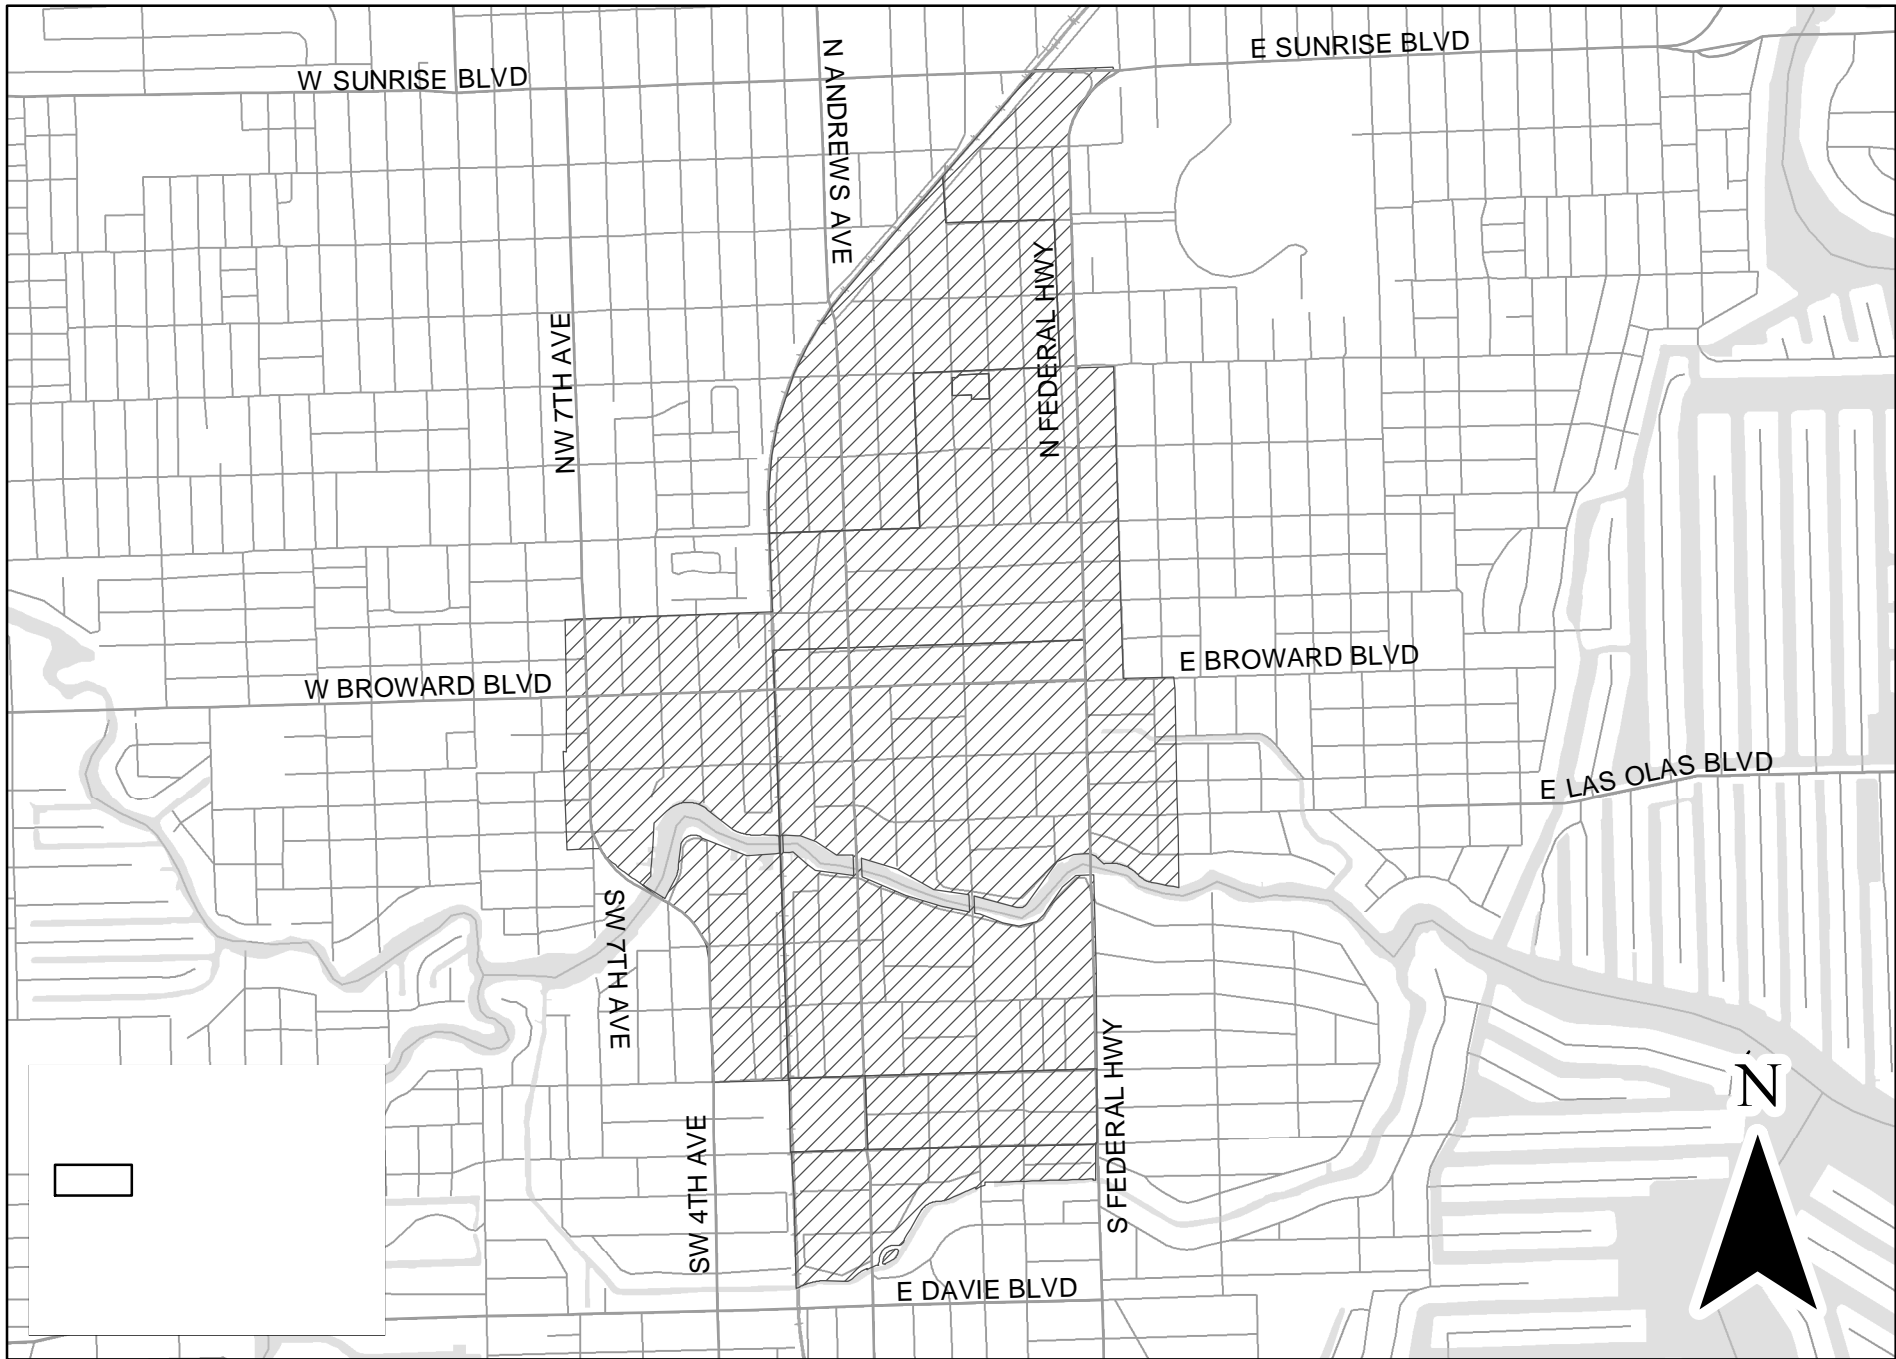 E SUNRISE BLVD
W SUNRISE BLVD
N ANDREWS AVE
N FEDERAL HWY
NW 7TH AVE
E BROWARD BLVD
W BROWARD BLVD
E LAS OLAS BLVD
SW 7TH AVE
S FEDERAL HWY
N
SW 4TH AVE
E DAVIE BLVD